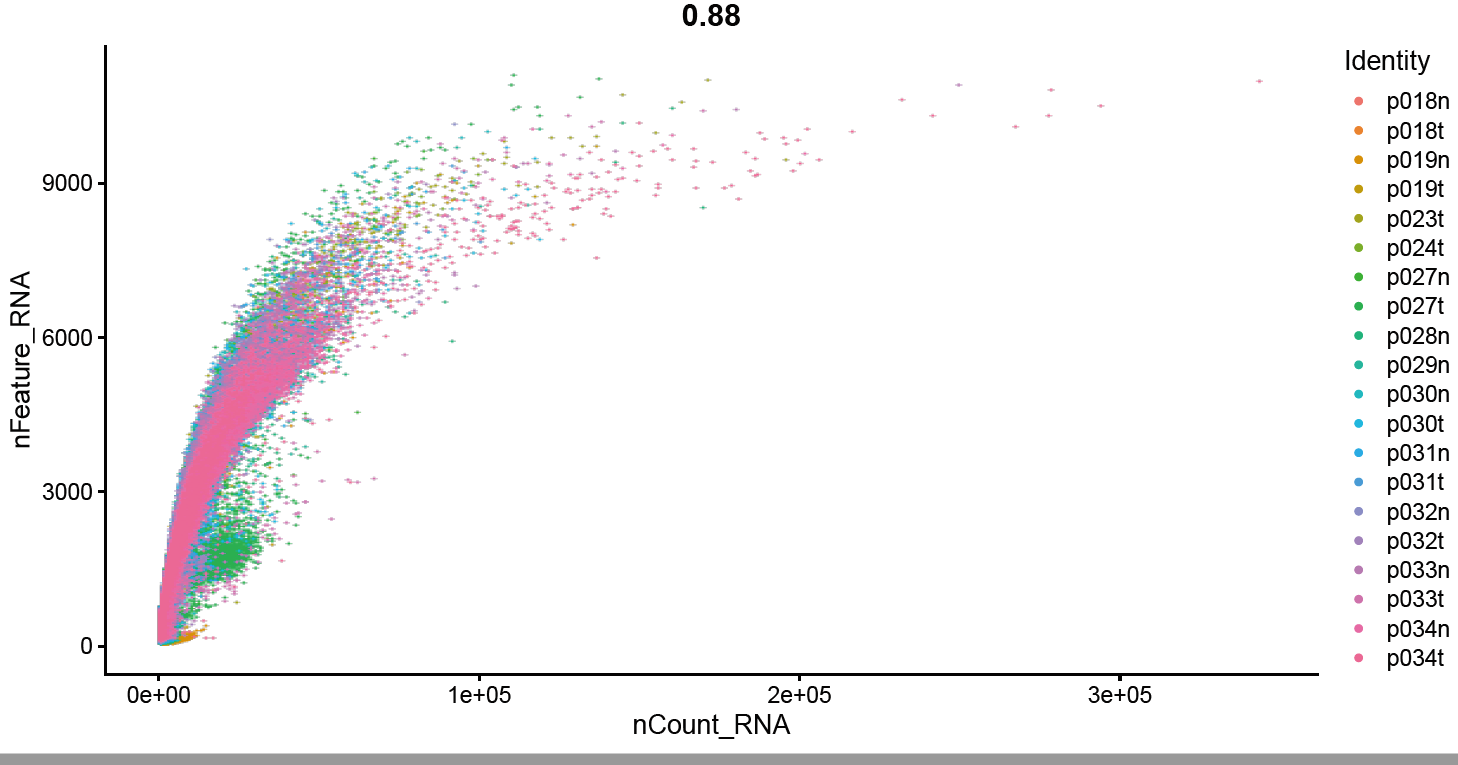 0.88
nFeature_RNA
9000
6000
3000
0
0e+00 1e+05 2e+05 3e+05
nCount_RNA
Identity
p018n
p018t
p019n
p019t
p023t
p024t
p027n
p027t
p028n
p029n
p030n
p030t
p031n
p031t
p032n
p032t
p033n
p033t
p034n
p034t